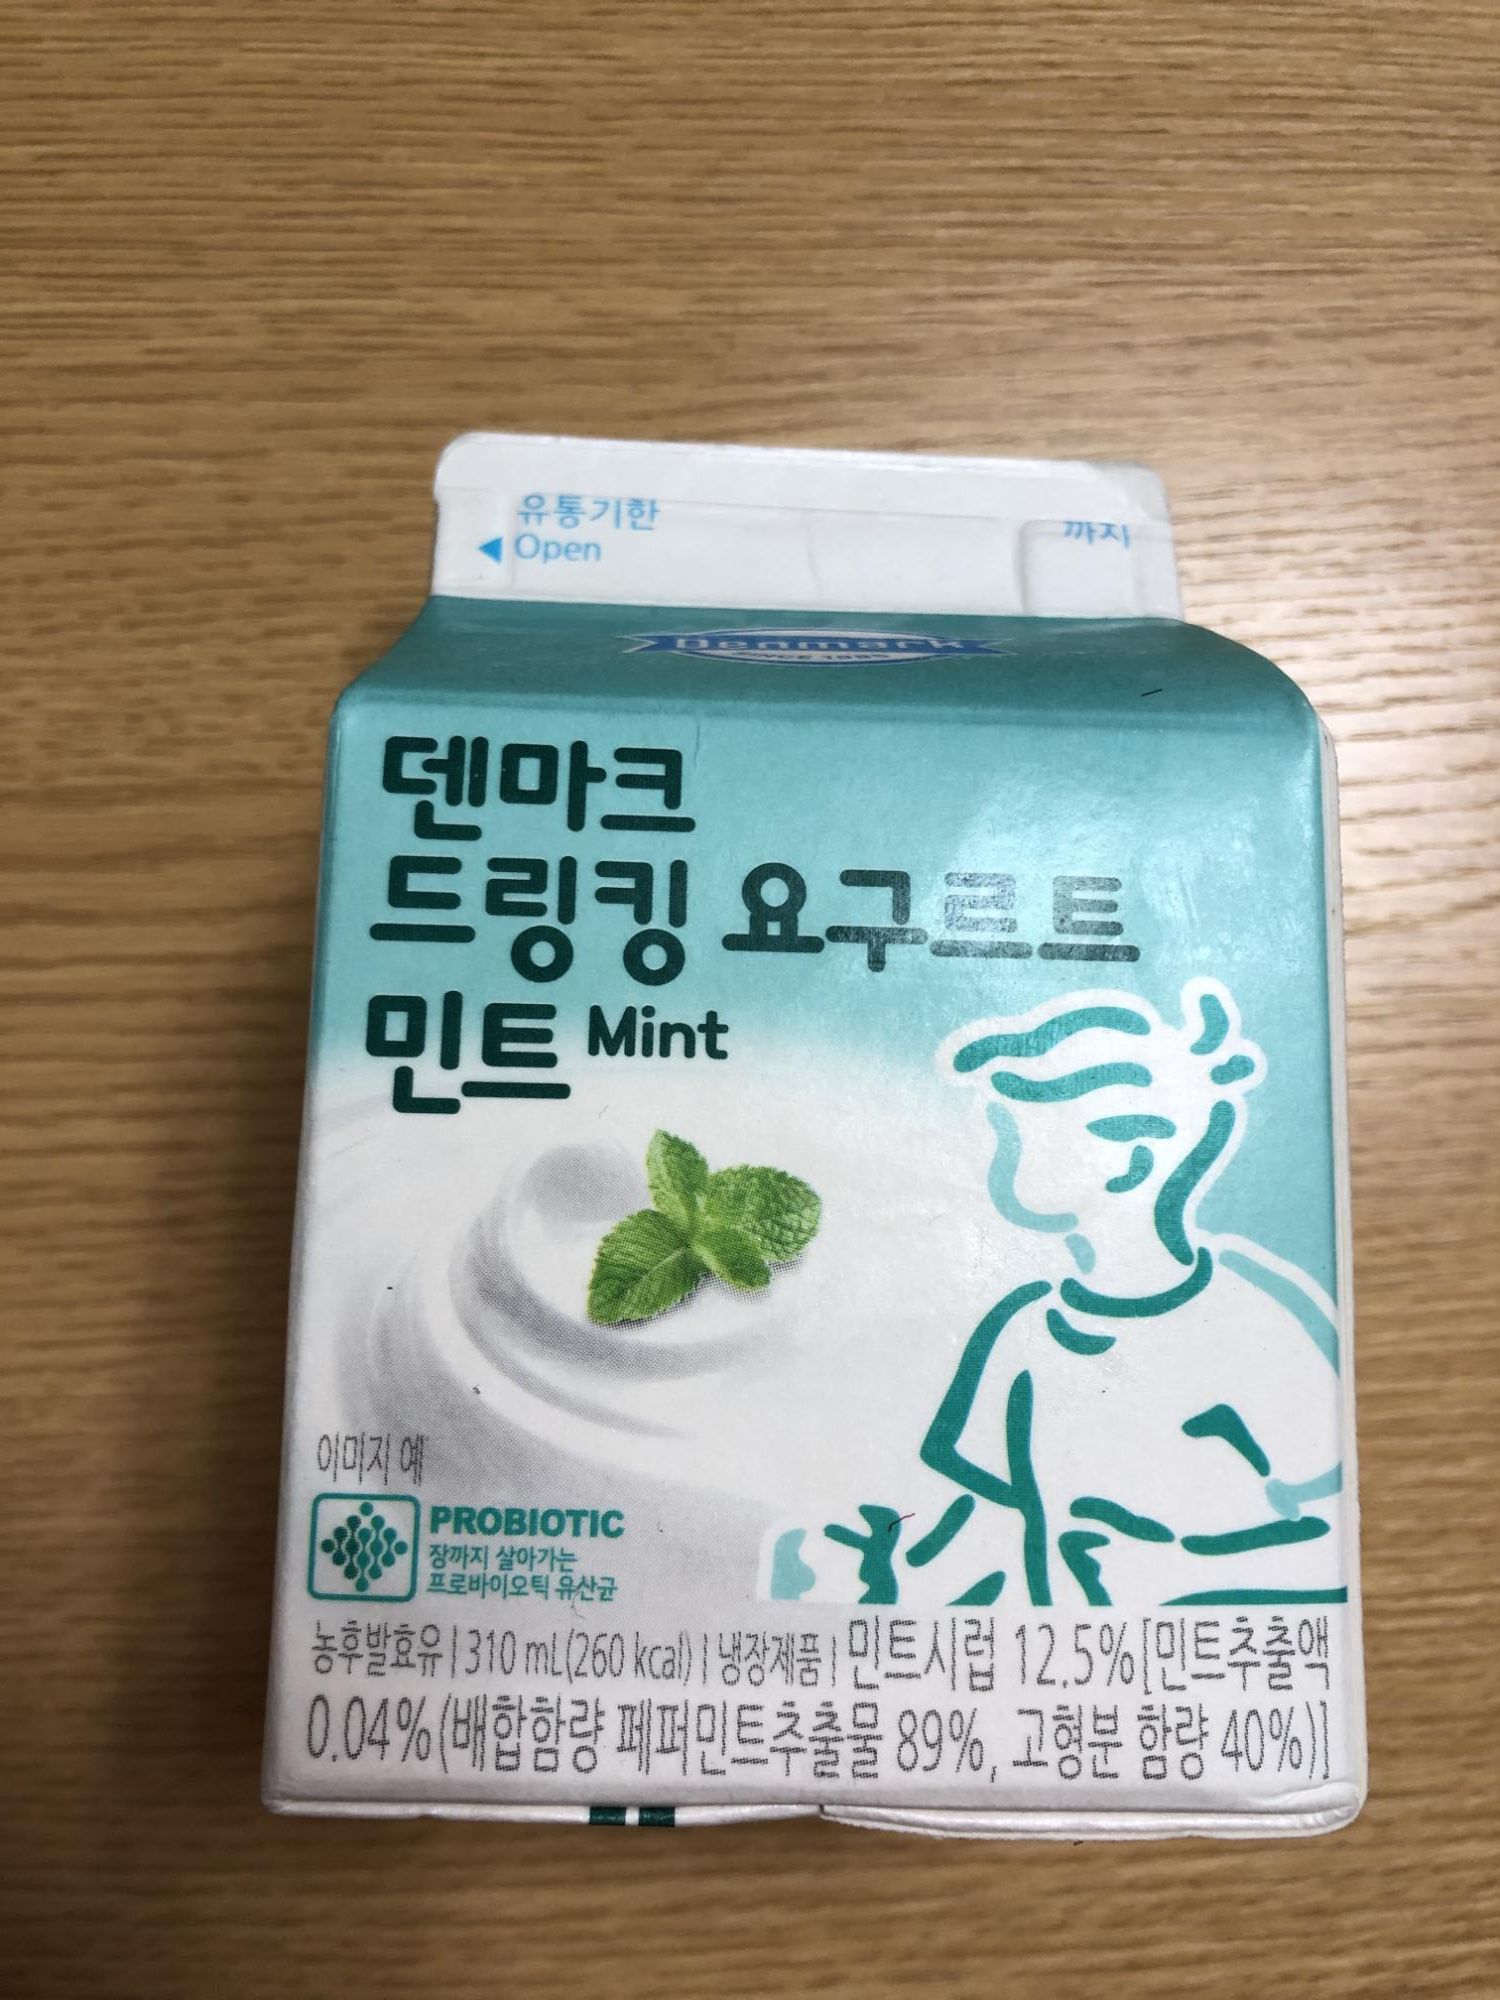 유통기한
까지
◀ Open
Denmark
SINCE
덴마크
드링킹 요구르트
민트 Mint
이미지 예
PROBIOTIC
장까지 살아가는
프로바이오틱 유산균
농후발효유 | 310 mL(260 kcal) | 냉장제품 | 민트시럽 12.5%[민트추출액
0.04%(배합함량 페퍼민트추출물 89%, 고형분 함량 40%)]